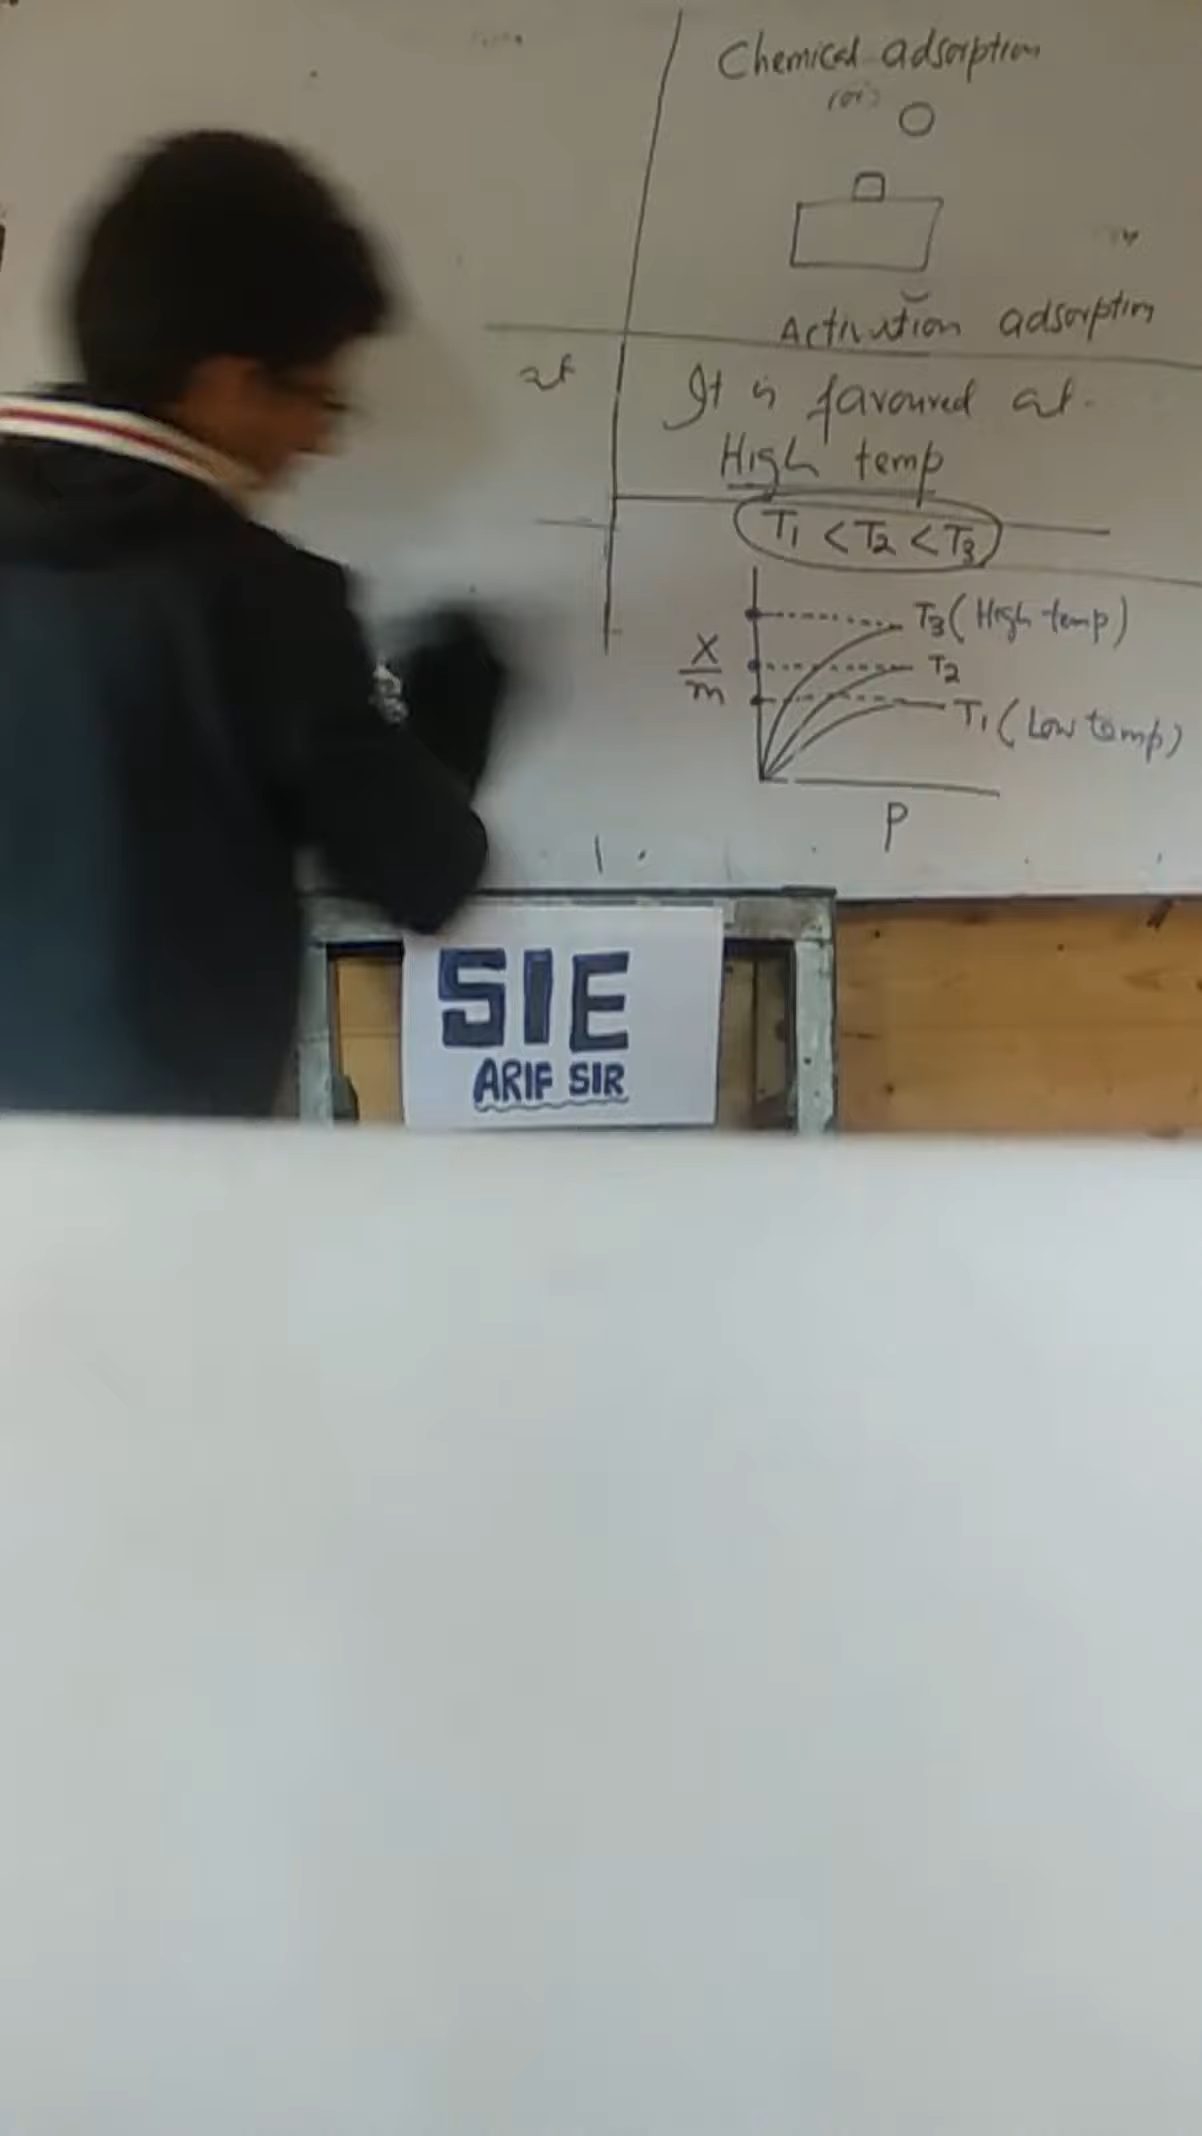 Chemical adsorption
(or)
Activation adsorption
at
It is favoured at
High temp
T1 < T2 < T3
T3 (High temp)
X
m
T2
T1 (Low temp)
P
SIE
ARIF SIR